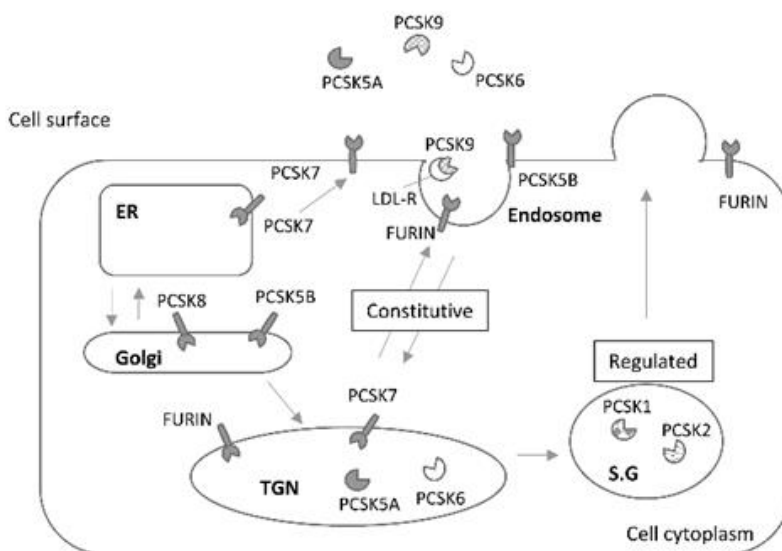 PCSK9
PCSK5A
PCSK6
Cell surface
PCSK9
PCSK7
PCSK5B
LDL-R
ER
Endosome
FURIN
PCSK7
FURIN
PCSK8
PCSK5B
Constitutive
Golgi
Regulated
PCSK7
PCSK1
FURIN
PCSK2
S.G
TGN
PCSK5A
PCSK6
Cell cytoplasm